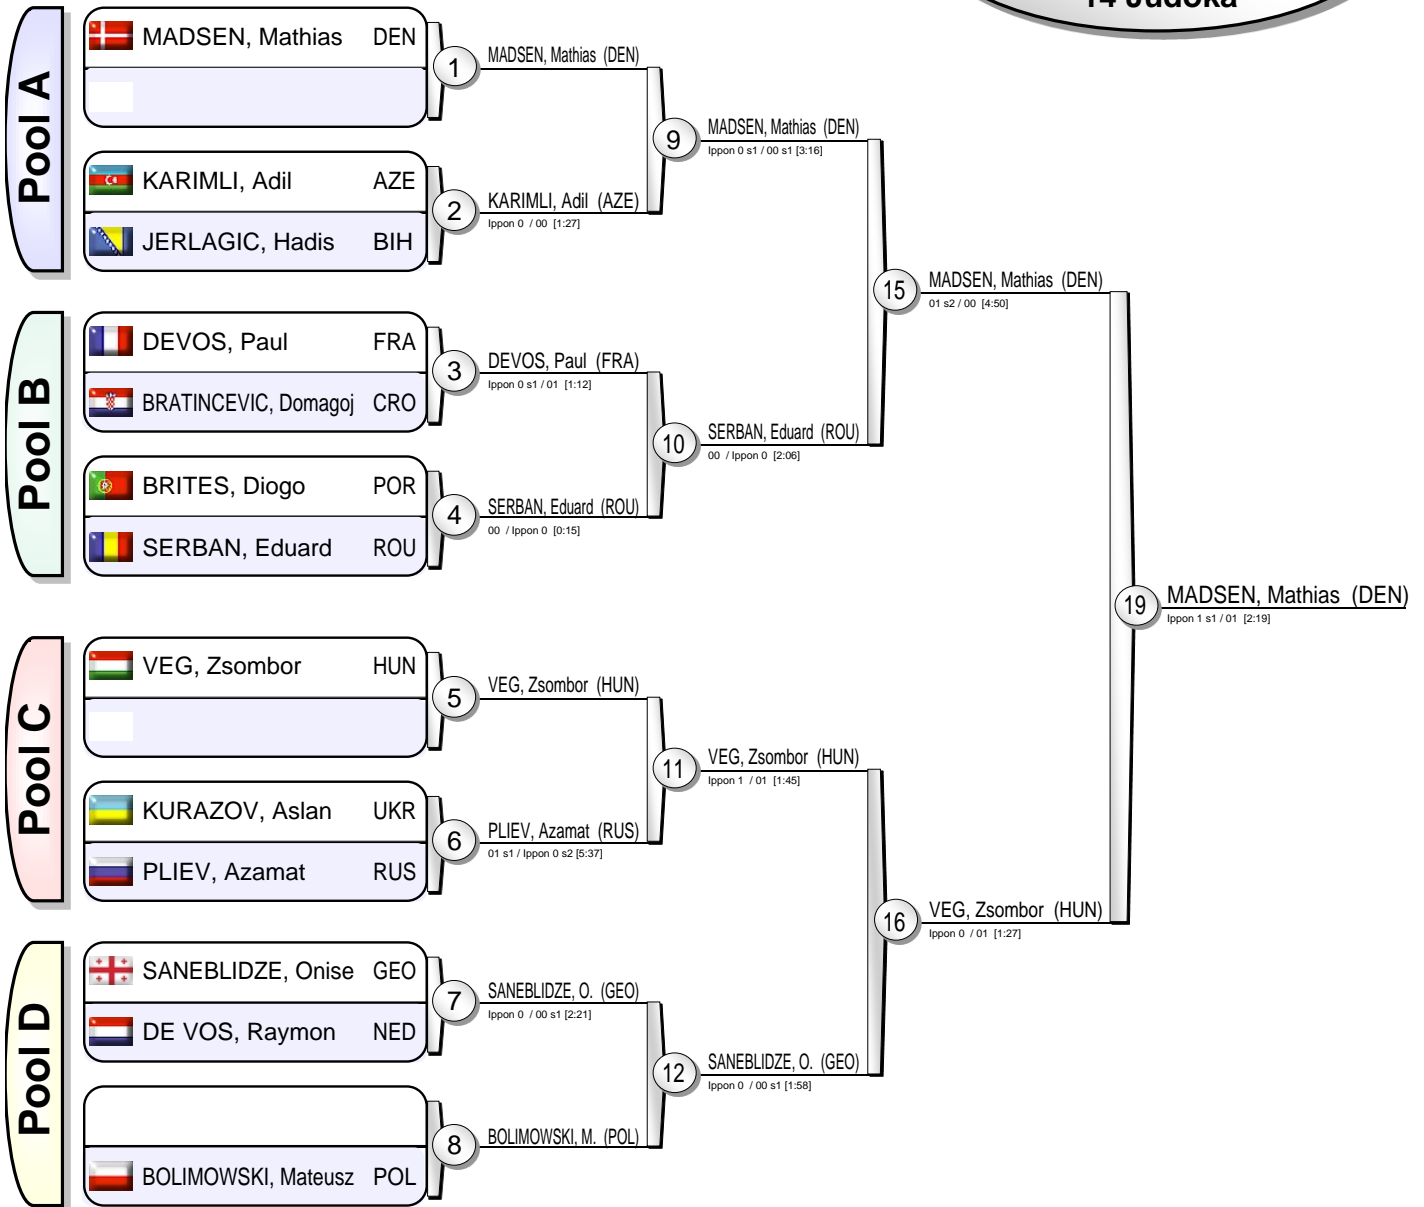 14 Judoka
Pool A
MADSEN, Mathias DEN
KARIMLI, Adil AZE
JERLAGIC, Hadis BIH
Pool B
DEVOS, Paul FRA
BRATINCEVIC, Domagoj CRO
BRITES, Diogo POR
SERBAN, Eduard ROU
Pool C
VEG, Zsombor HUN
KURAZOV, Aslan UKR
PLIEV, Azamat RUS
Pool D
SANEBLIDZE, Onise GEO
DE VOS, Raymon NED
BOLIMOWSKI, Mateusz POL
1
MADSEN, Mathias (DEN)
2
KARIMLI, Adil (AZE)
Ippon 0 / 00 [1:27]
3
DEVOS, Paul (FRA)
Ippon 0 s1 / 01 [1:12]
4
SERBAN, Eduard (ROU)
00 / Ippon 0 [0:15]
5
VEG, Zsombor (HUN)
6
PLIEV, Azamat (RUS)
01 s1 / Ippon 0 s2 [5:37]
7
SANEBLIDZE, O. (GEO)
Ippon 0 / 00 s1 [2:21]
8
BOLIMOWSKI, M. (POL)
9
MADSEN, Mathias (DEN)
Ippon 0 s1 / 00 s1 [3:16]
10
SERBAN, Eduard (ROU)
00 / Ippon 0 [2:06]
11
VEG, Zsombor (HUN)
Ippon 1 / 01 [1:45]
12
SANEBLIDZE, O. (GEO)
Ippon 0 / 00 s1 [1:58]
15
MADSEN, Mathias (DEN)
01 s2 / 00 [4:50]
16
VEG, Zsombor (HUN)
Ippon 0 / 01 [1:27]
19
MADSEN, Mathias (DEN)
Ippon 1 s1 / 01 [2:19]